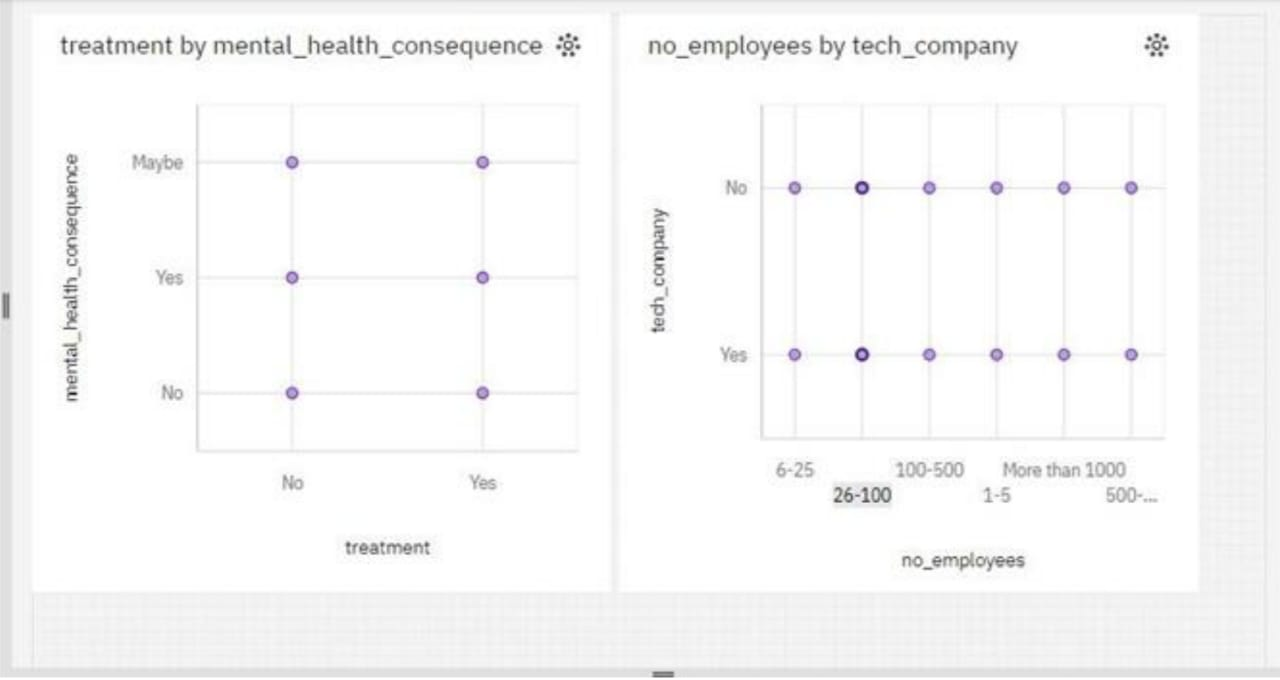 treatment by mental_health_consequence
mental_health_consequence
Maybe
Yes
No
No Yes
treatment
no_employees by tech_company
tech_company
No
Yes
6-25 100-500 More than 1000
26-100 1-5 500-...
no_employees